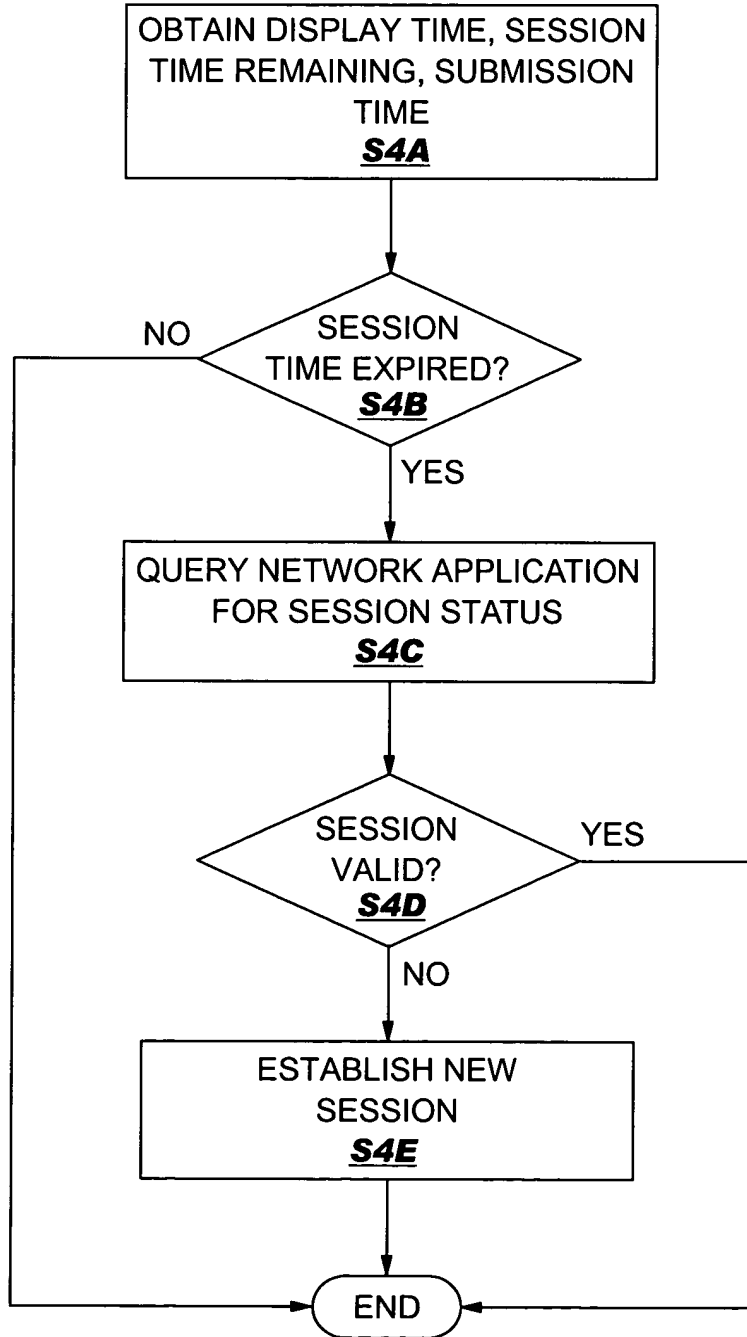 OBTAIN DISPLAY TIME, SESSION
TIME REMAINING, SUBMISSION
TIME
S4A
NO
SESSION
TIME EXPIRED?
S4B
YES
QUERY NETWORK APPLICATION
FOR SESSION STATUS
S4C
SESSION
VALID?
S4D
YES
NO
ESTABLISH NEW
SESSION
S4E
END